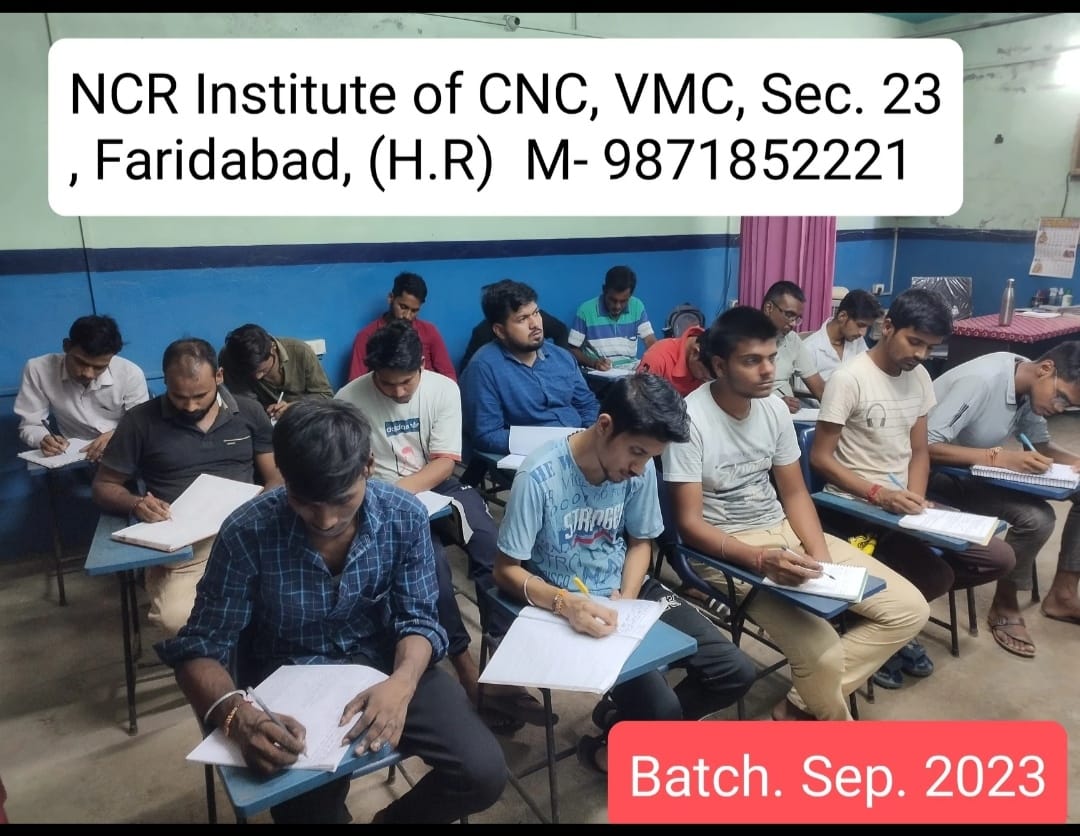 NCR Institute of CNC, VMC, Sec. 23
, Faridabad, (H.R)  M- 9871852221
Batch. Sep. 2023